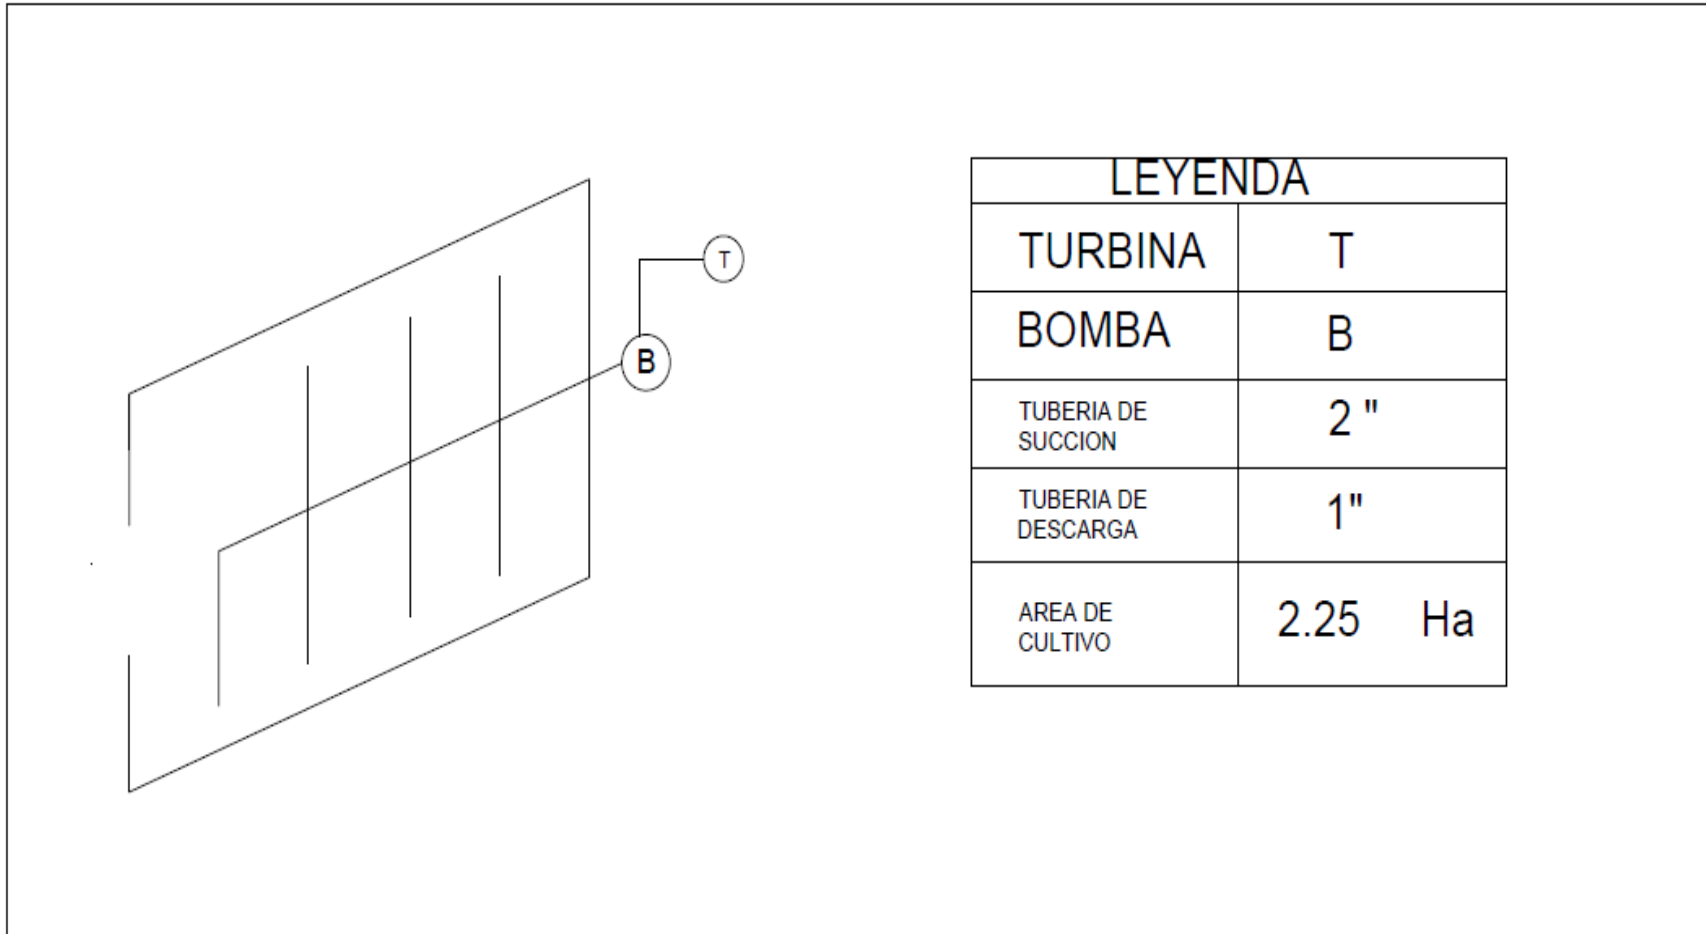 T
B
LEYENDA
TURBINA T
BOMBA B
TUBERIA DE
SUCCION
2 "
TUBERIA DE
DESCARGA
1"
AREA DE
CULTIVO
2.25 Ha